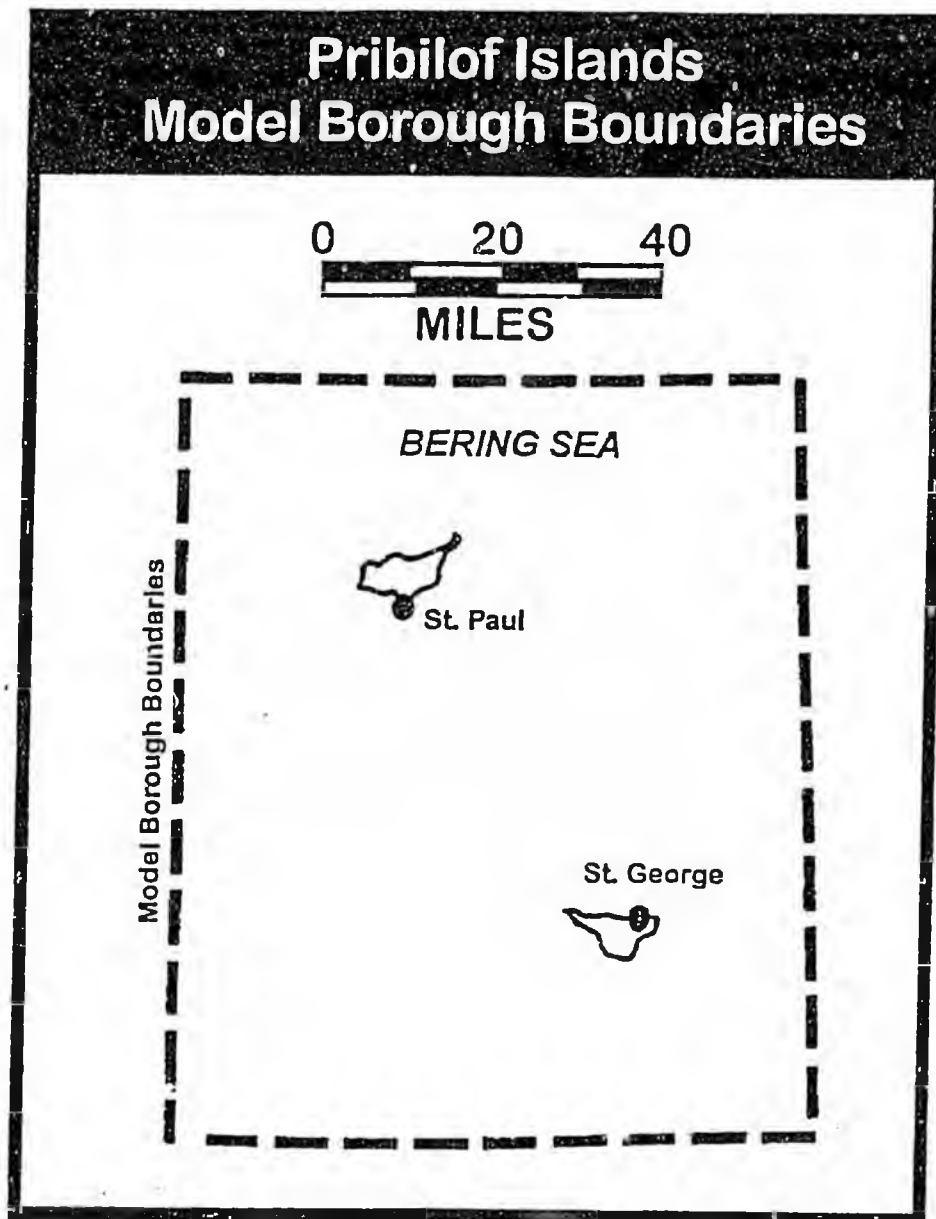 Pribilof Islands
Model Borough Boundaries
0 20 40
MILES
BERING SEA
Model Borough Boundaries
St. Paul
St. George